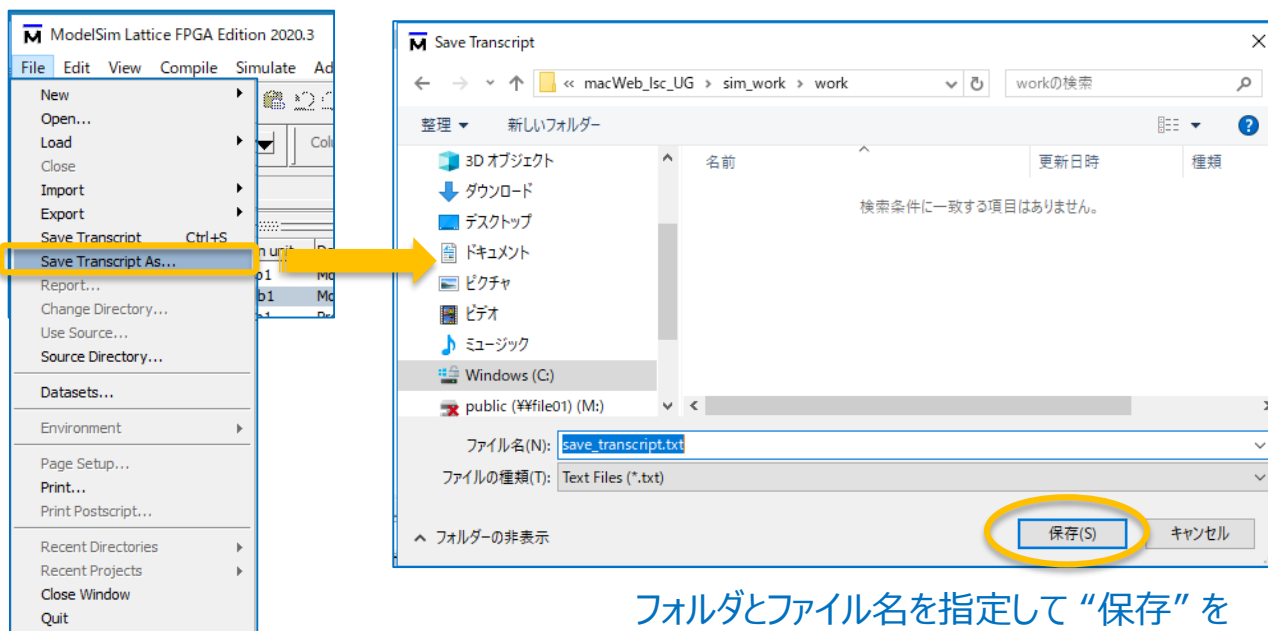 ModelSim Lattice FPGA Edition 2020.3
File Edit View Compile Simulate Ad
New
Open...
Load
Close
Import
Export
Save Transcript Ctrl+S
Save Transcript As...
Report...
Change Directory...
Use Source...
Source Directory...
Datasets...
Environment
Page Setup...
Print...
Print Postscript...
Recent Directories
Recent Projects
Close Window
Quit
Save Transcript
« macWeb_lsc_UG › sim_work › work
workの検索
整理 新しいフォルダー
3D オブジェクト
ダウンロード
デスクトップ
ドキュメント
ピクチャ
ビデオ
ミュージック
Windows (C:)
public (¥¥file01) (M:)
名前 更新日時 種類
検索条件に一致する項目はありません。
ファイル名(N): save_transcript.txt
ファイルの種類(T): Text Files (*.txt)
フォルダーの非表示
保存(S) キャンセル
フォルダとファイル名を指定して “保存” を